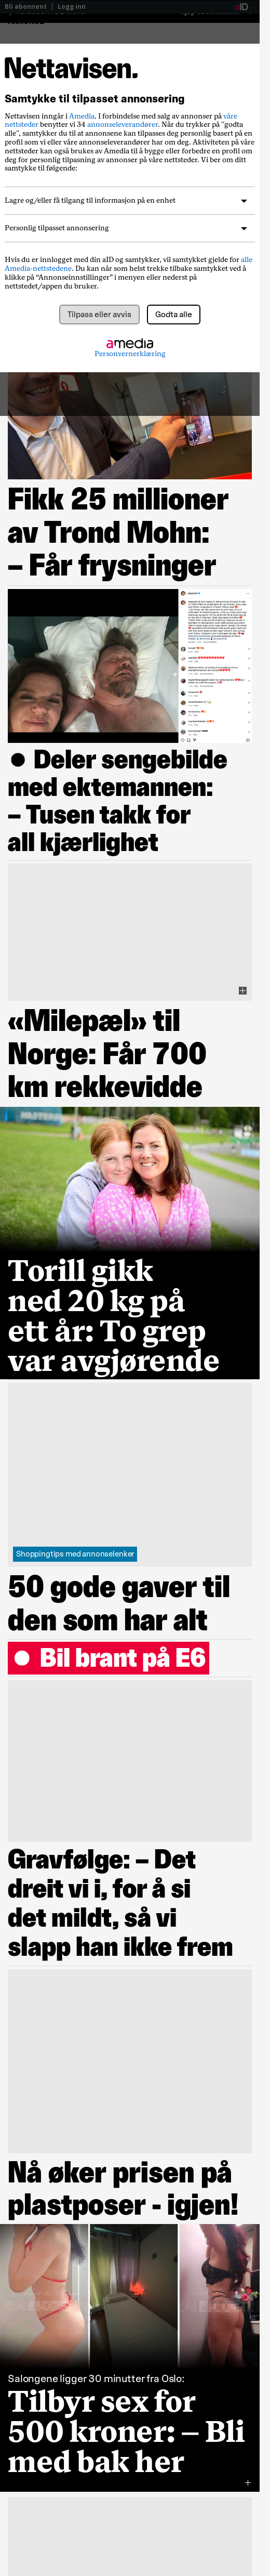 Bli abonnent | Logg inn
aID
Nettavisen.
Samtykke til tilpasset annonsering
Nettavisen inngår i Amedia. I forbindelse med salg av annonser på våre
nettsteder benytter vi 34 annonseleverandører. Når du trykker på "godta
alle", samtykker du til at annonser kan tilpasses deg personlig basert på en
profil som vi eller våre annonseleverandører har om deg. Aktiviteten på våre
nettsteder kan også brukes av Amedia til å bygge eller forbedre en profil om
deg for personlig tilpasning av annonser på våre nettsteder. Vi ber om ditt
samtykke til følgende:
Lagre og/eller få tilgang til informasjon på en enhet
Personlig tilpasset annonsering
Hvis du er innlogget med din aID og samtykker, vil samtykket gjelde for alle
Amedia-nettstedene. Du kan når som helst trekke tilbake samtykket ved å
klikke på “Annonseinnstillinger” i menyen eller nederst på
nettstedet/appen du bruker.
Tilpass eller avvis
Godta alle
amedia
Personvernerklæring
Fikk 25 millioner
av Trond Mohn:
– Får frysninger
● Deler sengebilde
med ektemannen:
– Tusen takk for
all kjærlighet
«Milepæl» til
Norge: Får 700
km rekkevidde
Torill gikk
ned 20 kg på
ett år: To grep
var avgjørende
Shoppingtips med annonselenker
50 gode gaver til
den som har alt
● Bil brant på E6
Gravfølge: – Det
dreit vi i, for å si
det mildt, så vi
slapp han ikke frem
Nå øker prisen på
plastposer - igjen!
Salongene ligger 30 minutter fra Oslo:
Tilbyr sex for
500 kroner: – Bli
med bak her